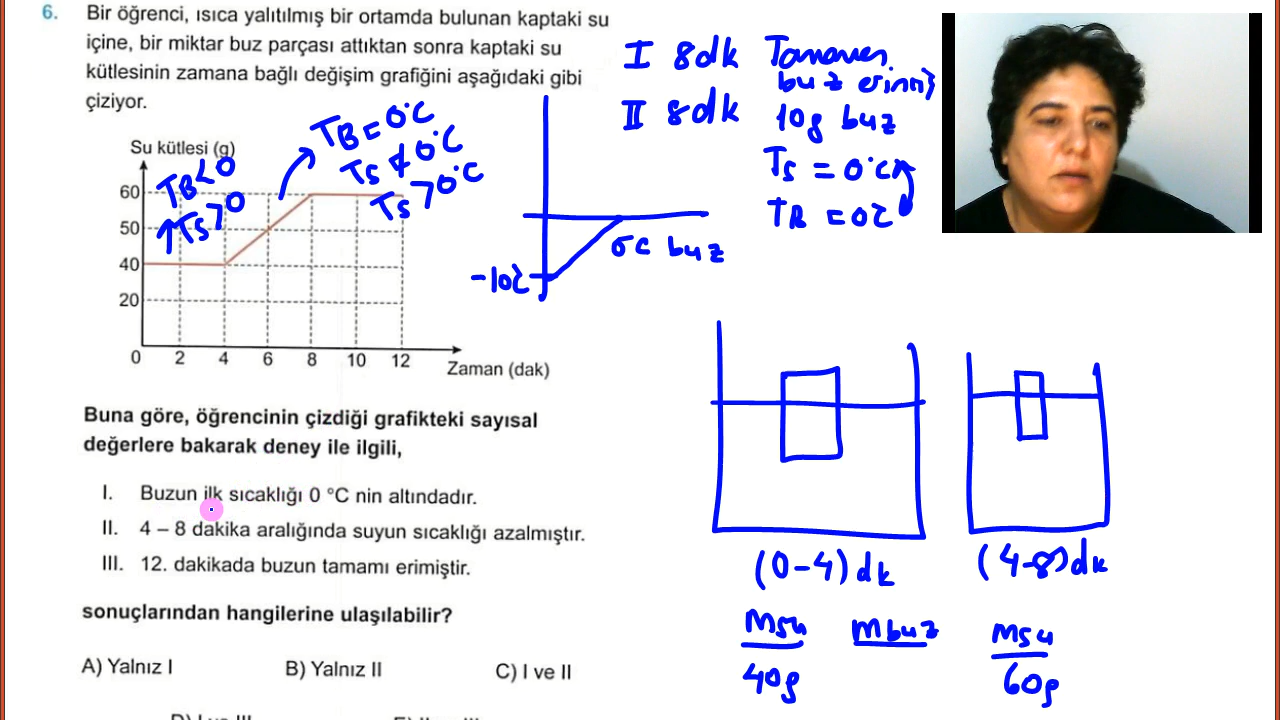 6. Bir öğrenci, ısıca yalıtılmış bir ortamda bulunan kaptaki su
içine, bir miktar buz parçası attıktan sonra kaptaki su
kütlesinin zamana bağlı değişim grafiğini aşağıdaki gibi
çiziyor.
Su kütlesi (g)
60
50
40
20
0 2 4 6 8 10 12
Zaman (dak)
TB<0
TS>0
TB=0°C
TS ≠ 0°C
TS>0°C
-10°C
0°C buz
I 8dk Tamamen
buz erimiş
II 8dk 10g buz
TS = 0°C
TB = 0°C
Buna göre, öğrencinin çizdiği grafikteki sayısal
değerlere bakarak deney ile ilgili,
I. Buzun ilk sıcaklığı 0 °C nin altındadır.
II. 4 – 8 dakika aralığında suyun sıcaklığı azalmıştır.
III. 12. dakikada buzun tamamı erimiştir.
sonuçlarından hangilerine ulaşılabilir?
A) Yalnız I B) Yalnız II C) I ve II
(0-4)dk (4-8)dk
msu mbuz msu
40g 60g